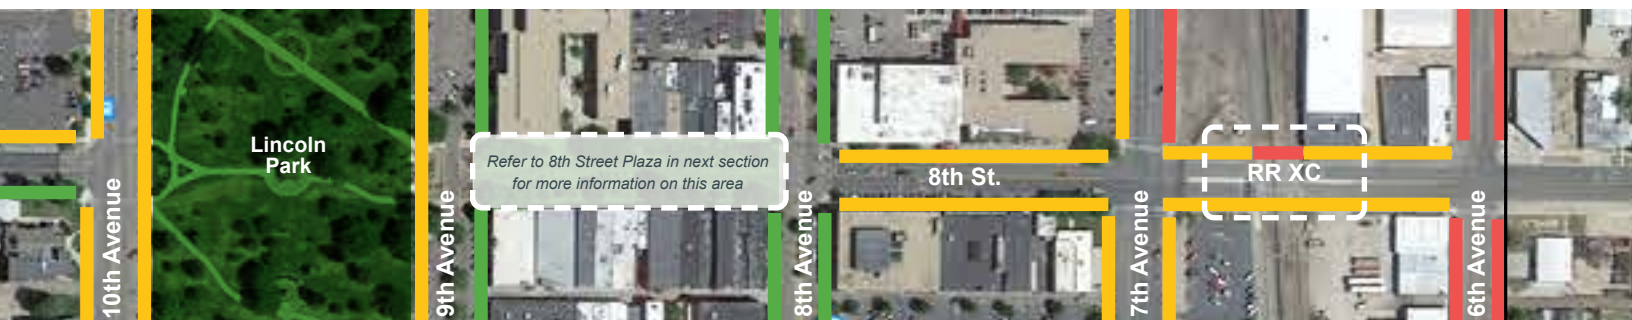 Lincoln
Park
Refer to 8th Street Plaza in next section
for more information on this area
8th St.
RR XC
10th Avenue
9th Avenue
8th Avenue
7th Avenue
6th Avenue